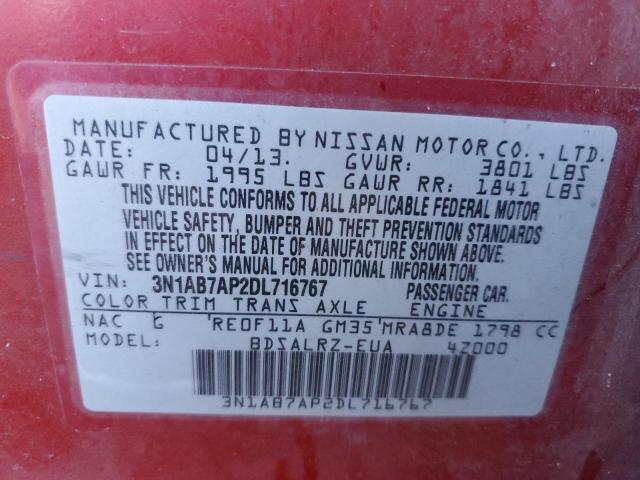 MANUFACTURED BY NISSAN MOTOR CO., LTD.
DATE: 04/13. GVWR: 3801 LBS
GAWR FR: 1995 LBS GAWR RR: 1841 LBS
THIS VEHICLE CONFORMS TO ALL APPLICABLE FEDERAL MOTOR
VEHICLE SAFETY, BUMPER AND THEFT PREVENTION STANDARDS
IN EFFECT ON THE DATE OF MANUFACTURE SHOWN ABOVE.
SEE OWNER'S MANUAL FOR ADDITIONAL INFORMATION
VIN: 3N1AB7AP2DL716767 PASSENGER CAR.
COLOR TRIM TRANS AXLE ENGINE
NAC G 'RE0F11A GM35'MRA8DE 1798 CC
MODEL: BDSALRZ-EUA 4Z000
3N1AB7AP2DL716767